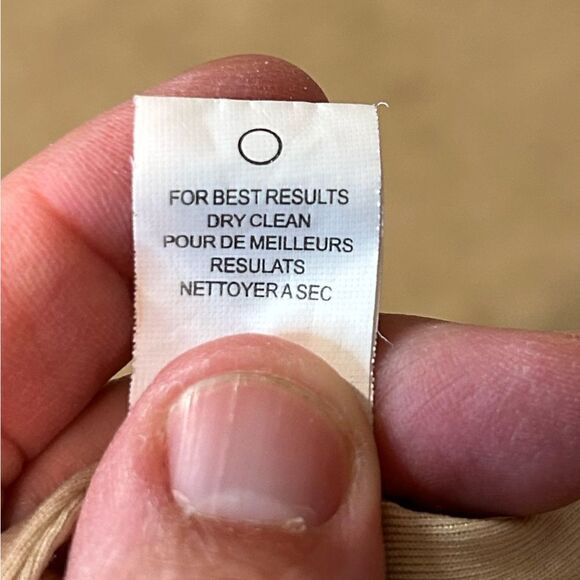 FOR BEST RESULTS
DRY CLEAN
POUR DE MEILLEURS
RESULATS
NETTOYER A SEC